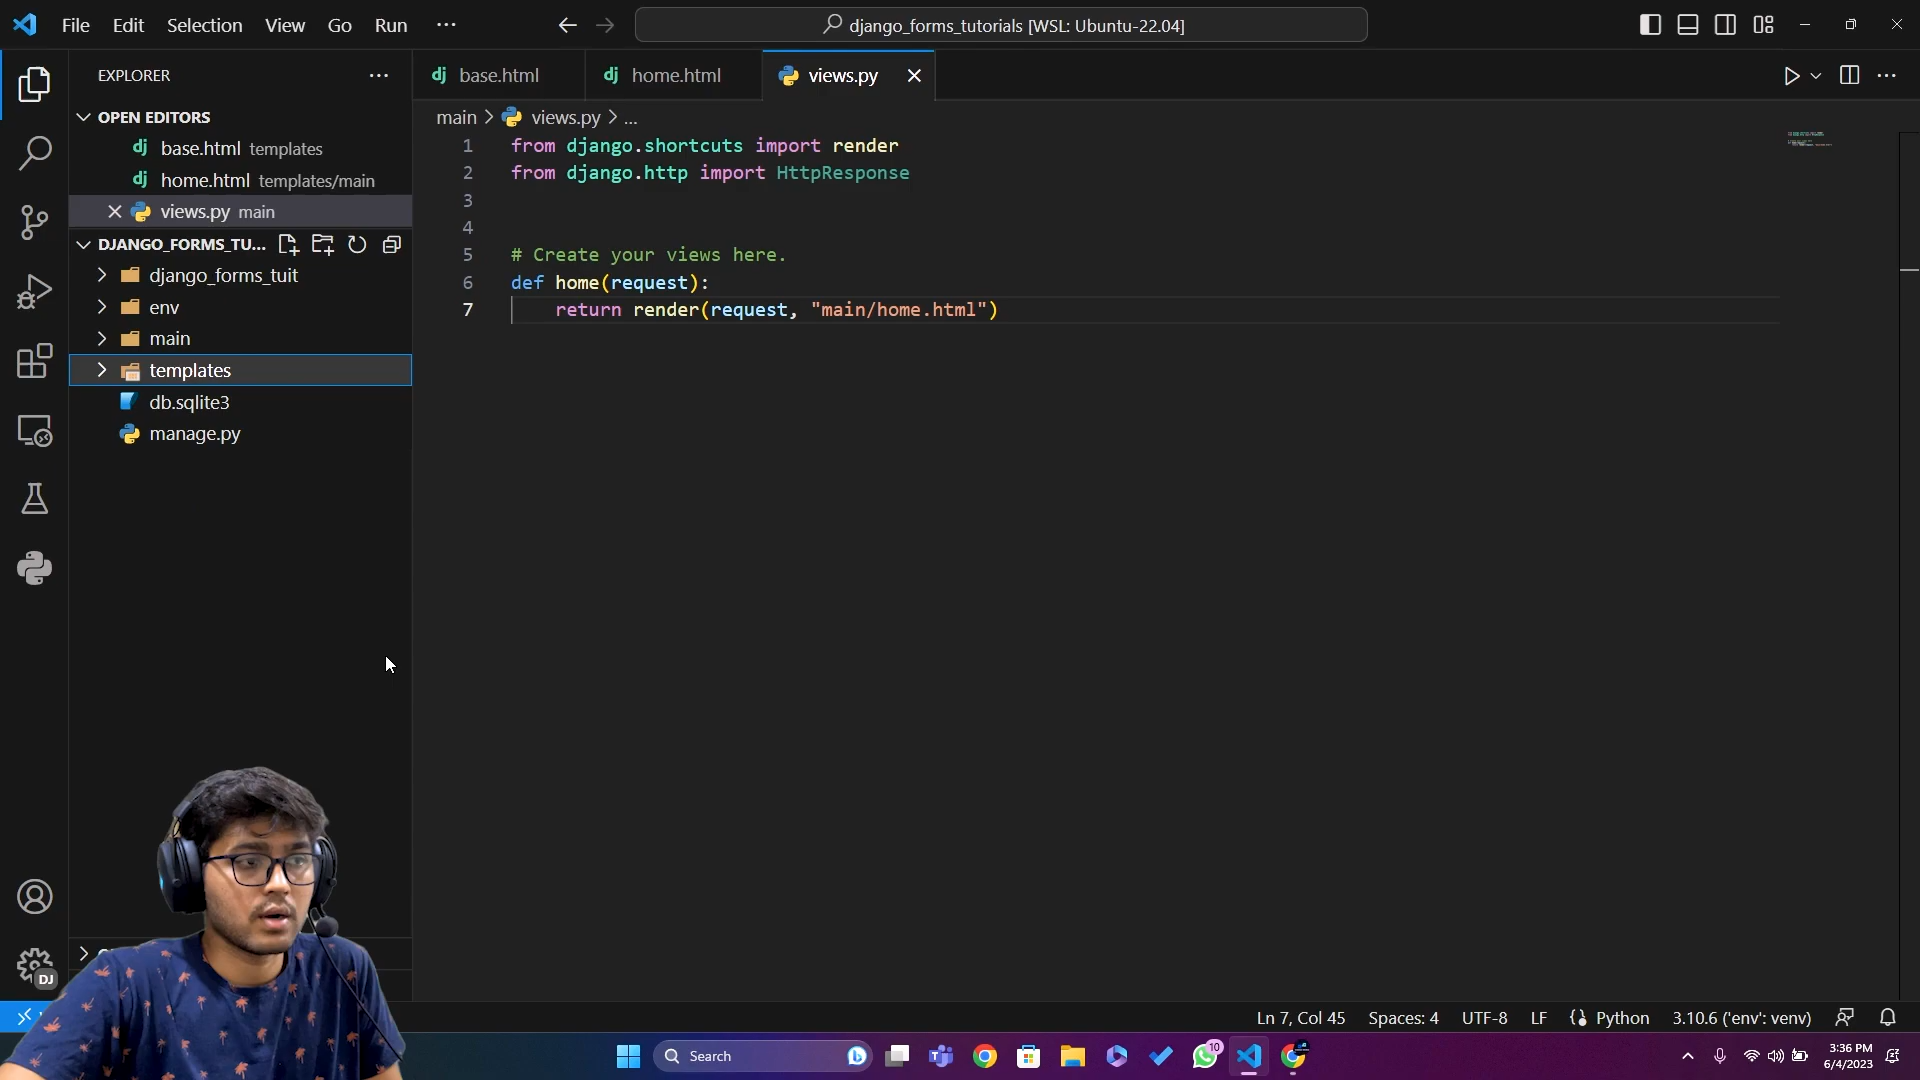 File Edit Selection View Go Run ···
django_forms_tutorials [WSL: Ubuntu-22.04]
EXPLORER
OPEN EDITORS
base.html templates
home.html templates/main
views.py main
DJANGO_FORMS_TU...
django_forms_tuit
env
main
templates
db.sqlite3
manage.py
DJ
base.html
home.html
views.py
main > views.py > ...
1 from django.shortcuts import render
2 from django.http import HttpResponse
3
4
5 # Create your views here.
6 def home(request):
7 return render(request, "main/home.html")
Ln 7, Col 45 Spaces: 4 UTF-8 LF Python 3.10.6 ('env': venv)
Search
10
3:36 PM
6/4/2023